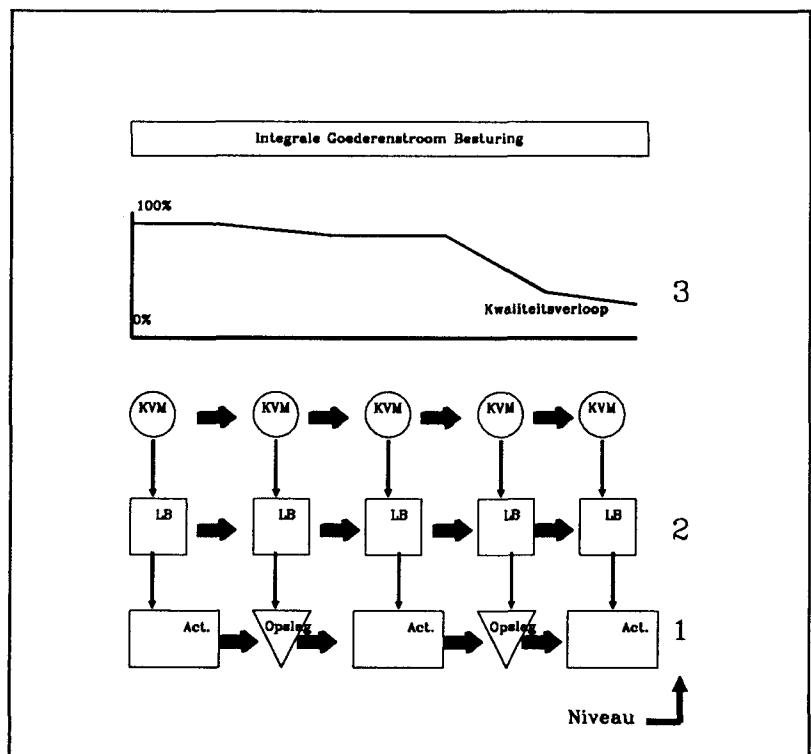 Integrale Goederenstroom Besturing
100%
3
Kwaliteitsverloop
0%
KVM KVM KVM KVM KVM
LB LB LB LB LB 2
Act. Opslag Act. Opslag Act. 1
Niveau